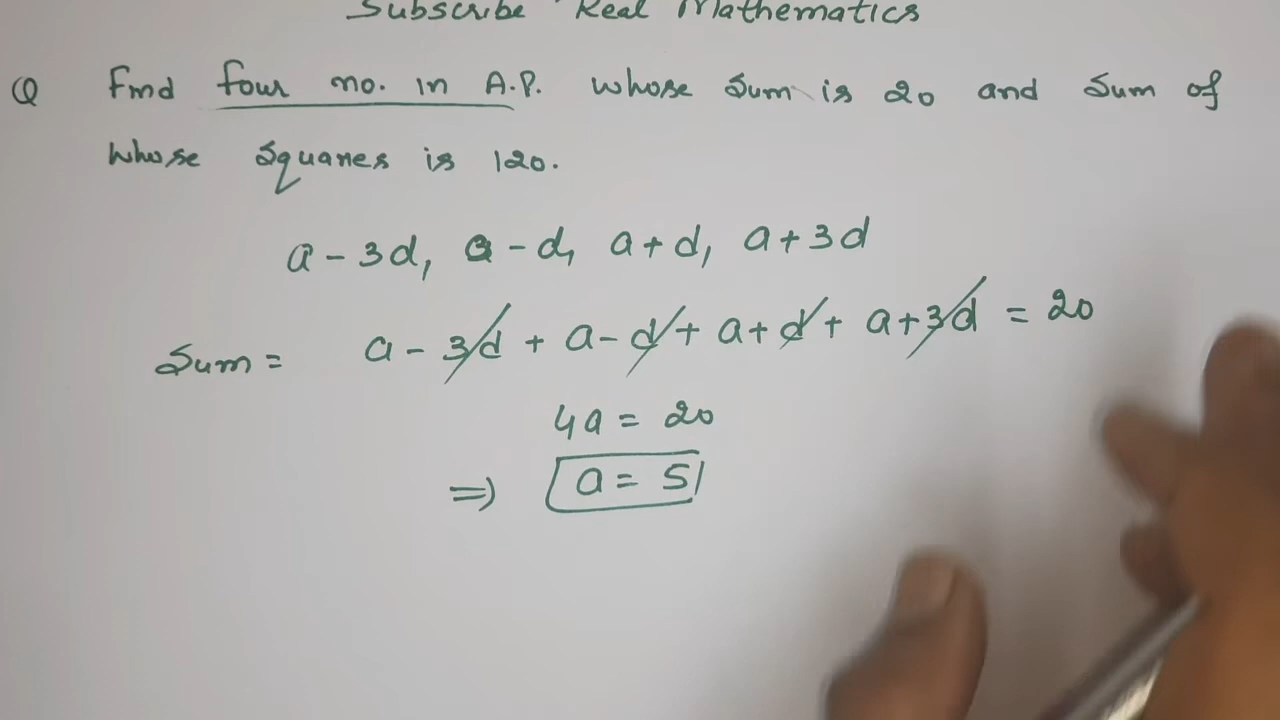 Subscribe Real Mathematics
Q Find four no. in A.P. whose Sum is 20 and Sum of
whose Squares is 120.
a - 3d, a - d, a + d, a + 3d
Sum = a - 3d + a - d + a + d + a + 3d = 20
4a = 20
=> a = 5